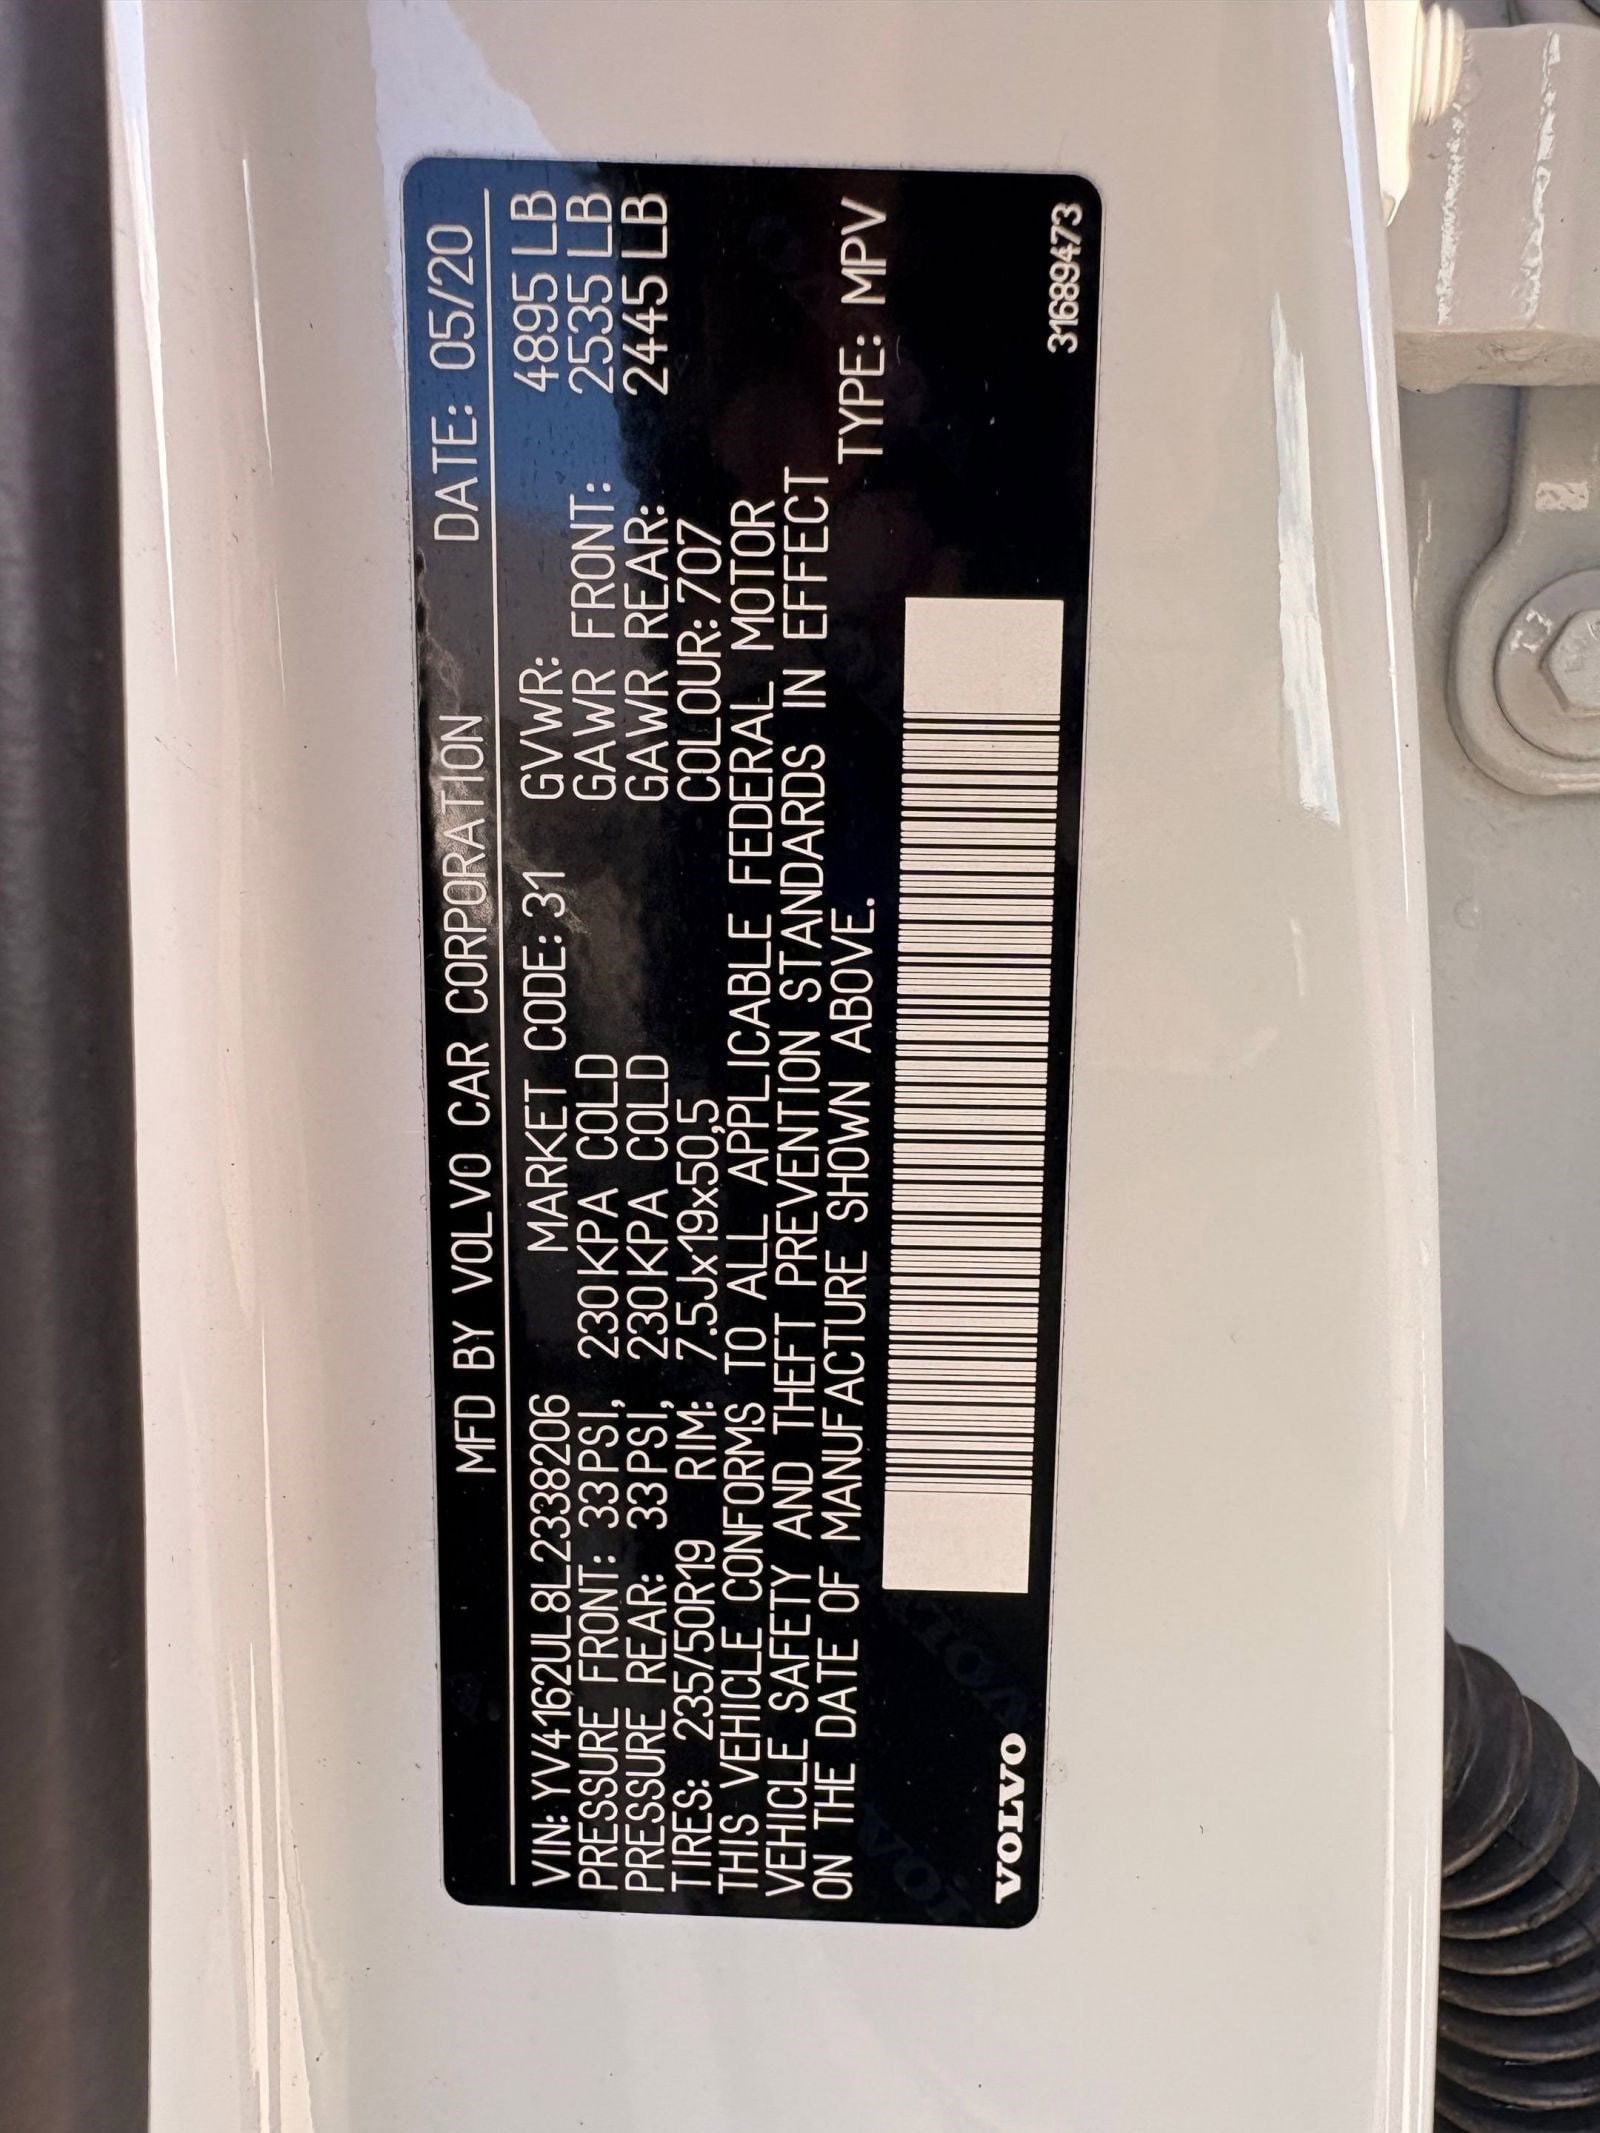 MFD BY VOLVO CAR CORPORATION DATE: 05/20
VIN: YV4162UL8L2338206 MARKET CODE: 31 GVWR: 4895 LB
PRESSURE FRONT: 33 PSI, 230 KPA COLD GAWR FRONT: 2535 LB
PRESSURE REAR: 33 PSI, 230 KPA COLD GAWR REAR: 2445 LB
TIRES: 235/50R19 RIM: 7.5Jx19x50,5 COLOUR: 707
THIS VEHICLE CONFORMS TO ALL APPLICABLE FEDERAL MOTOR
VEHICLE SAFETY AND THEFT PREVENTION STANDARDS IN EFFECT
ON THE DATE OF MANUFACTURE SHOWN ABOVE. TYPE: MPV
VOLVO 31689473